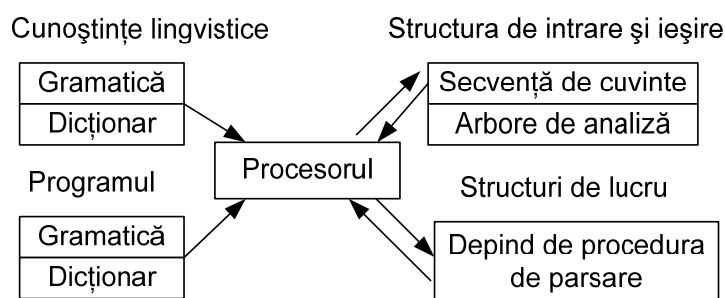 Cunoştinţe lingvistice
Gramatică
Dicţionar
Programul
Gramatică
Dicţionar
Procesorul
Structura de intrare şi ieşire
Secvenţă de cuvinte
Arbore de analiză
Structuri de lucru
Depind de procedura
de parsare